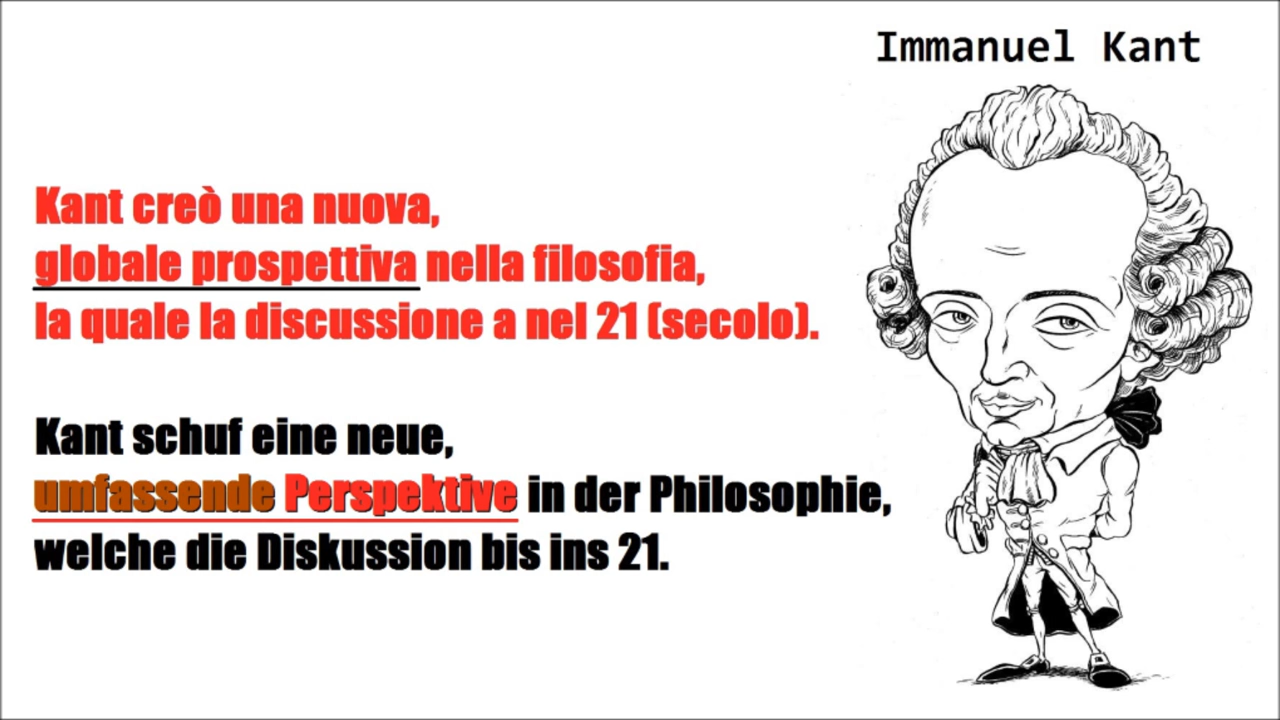 Immanuel Kant
Kant creò una nuova,
globale prospettiva nella filosofia,
la quale la discussione a nel 21 (secolo).
Kant schuf eine neue,
umfassende Perspektive in der Philosophie,
welche die Diskussion bis ins 21.